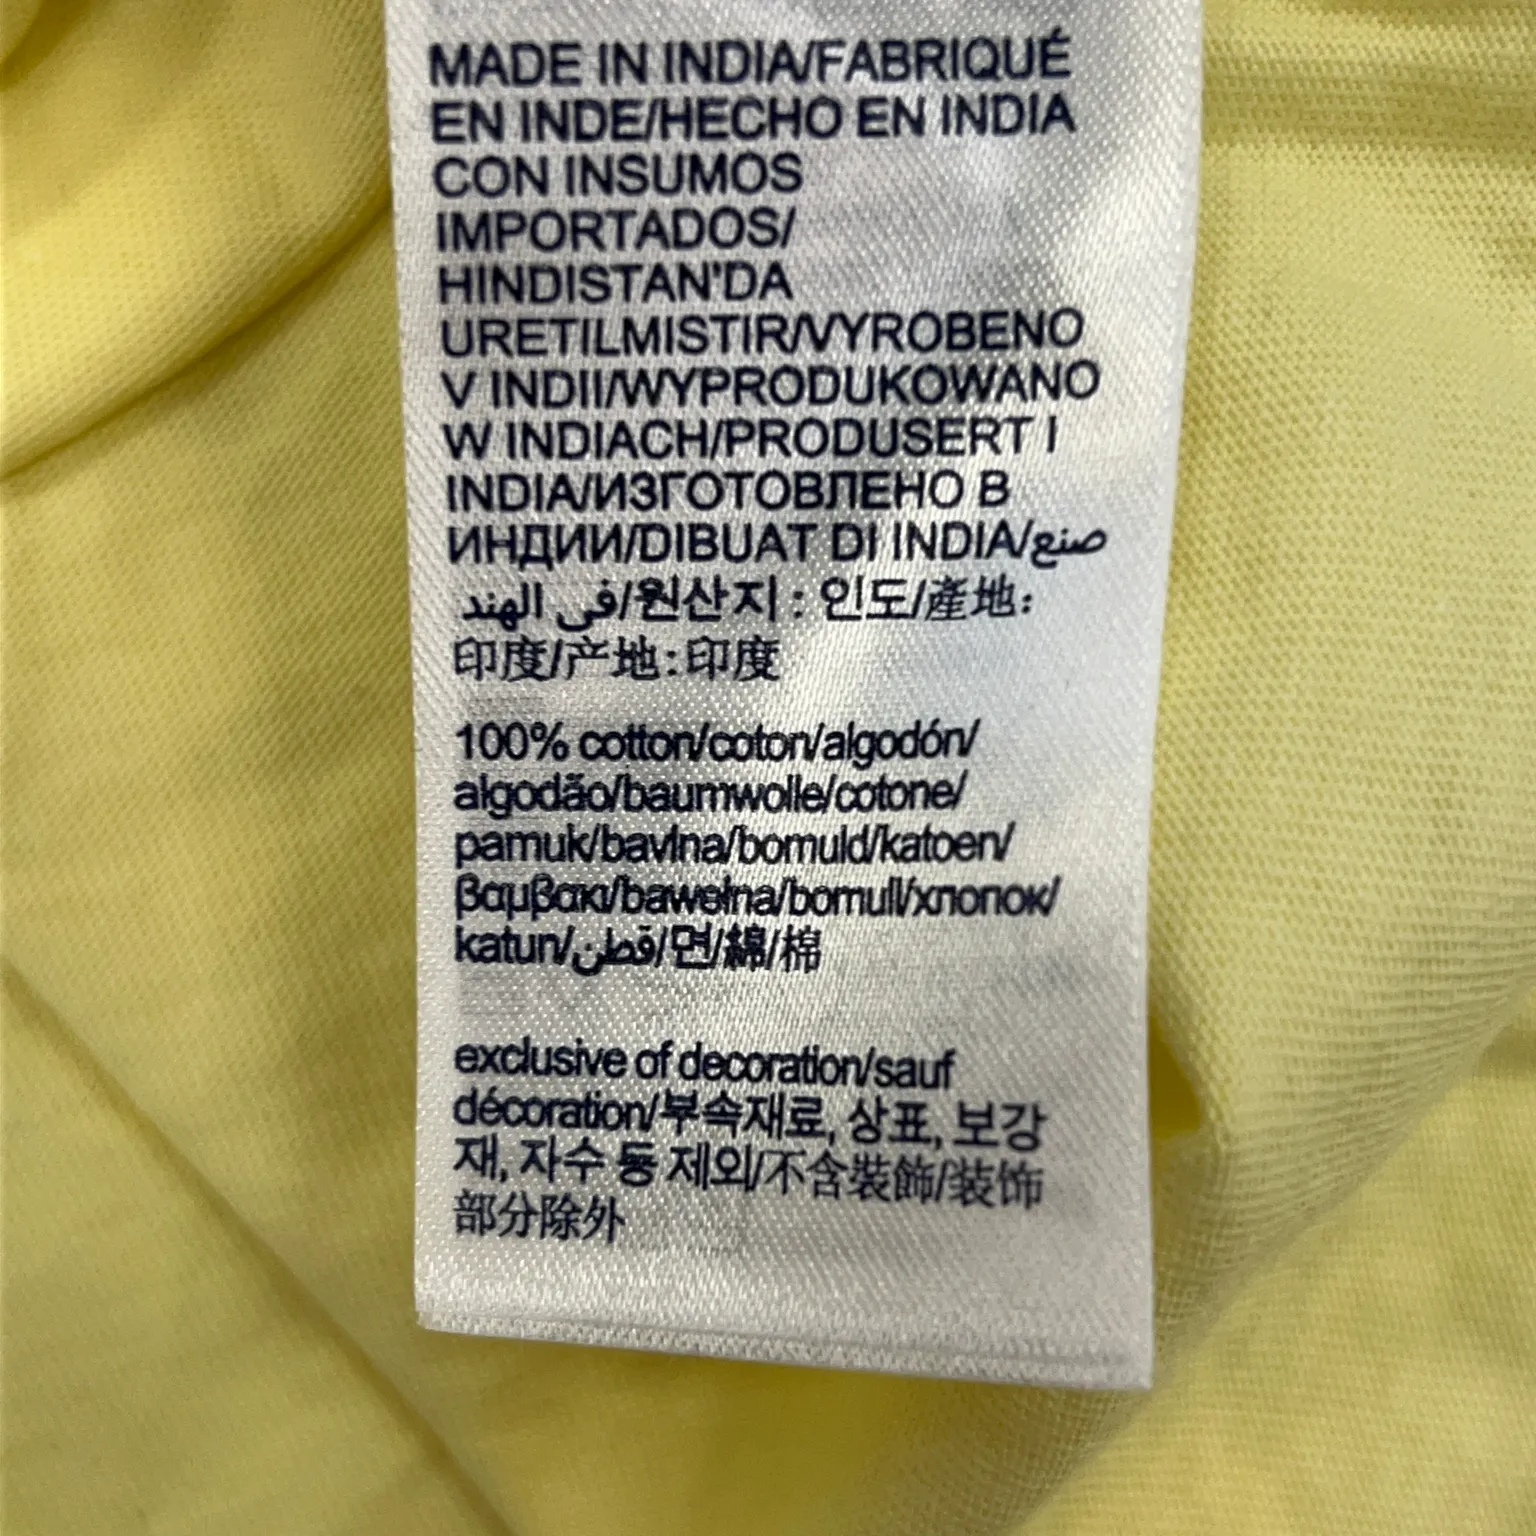 MADE IN INDIA/FABRIQUÉ
EN INDE/HECHO EN INDIA
CON INSUMOS
IMPORTADOS/
HINDISTAN'DA
URETILMISTIR/VYROBENO
V INDII/WYPRODUKOWANO
W INDIACH/PRODUSERT I
INDIA/ИЗГОТОВЛЕНО В
ИНДИИ/DIBUAT DI INDIA/صنع
في الهند/원산지 : 인도/產地:
印度/产地:印度
100% cotton/coton/algodón/
algodão/baumwolle/cotone/
pamuk/bavlna/bomuld/katoen/
βαμβακι/bawełna/bomull/хлопок/
katun/قطن/면/綿/棉
exclusive of decoration/sauf
décoration/부속재료, 상표, 보강
재, 자수 등 제외/不含裝飾/装饰
部分除外